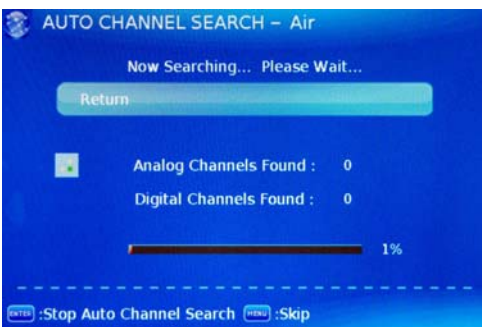 AUTO CHANNEL SEARCH – Air
Now Searching... Please Wait...
Return
Analog Channels Found : 0
Digital Channels Found : 0
1%
ENTER :Stop Auto Channel Search MENU :Skip